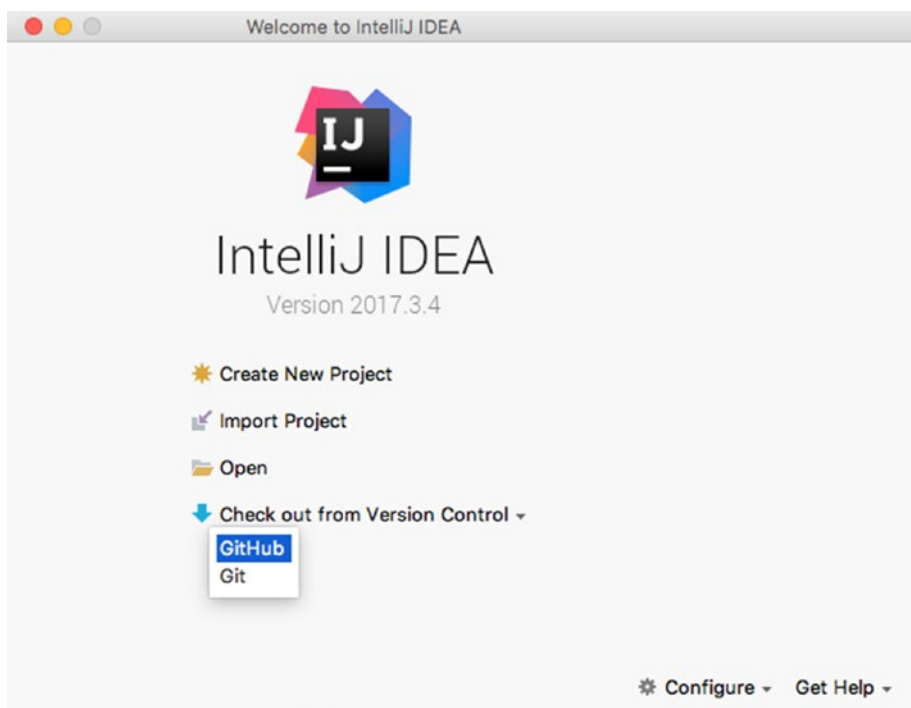 Welcome to IntelliJ IDEA
IJ
IntelliJ IDEA
Version 2017.3.4
Create New Project
Import Project
Open
Check out from Version Control
GitHub
Git
Configure
Get Help